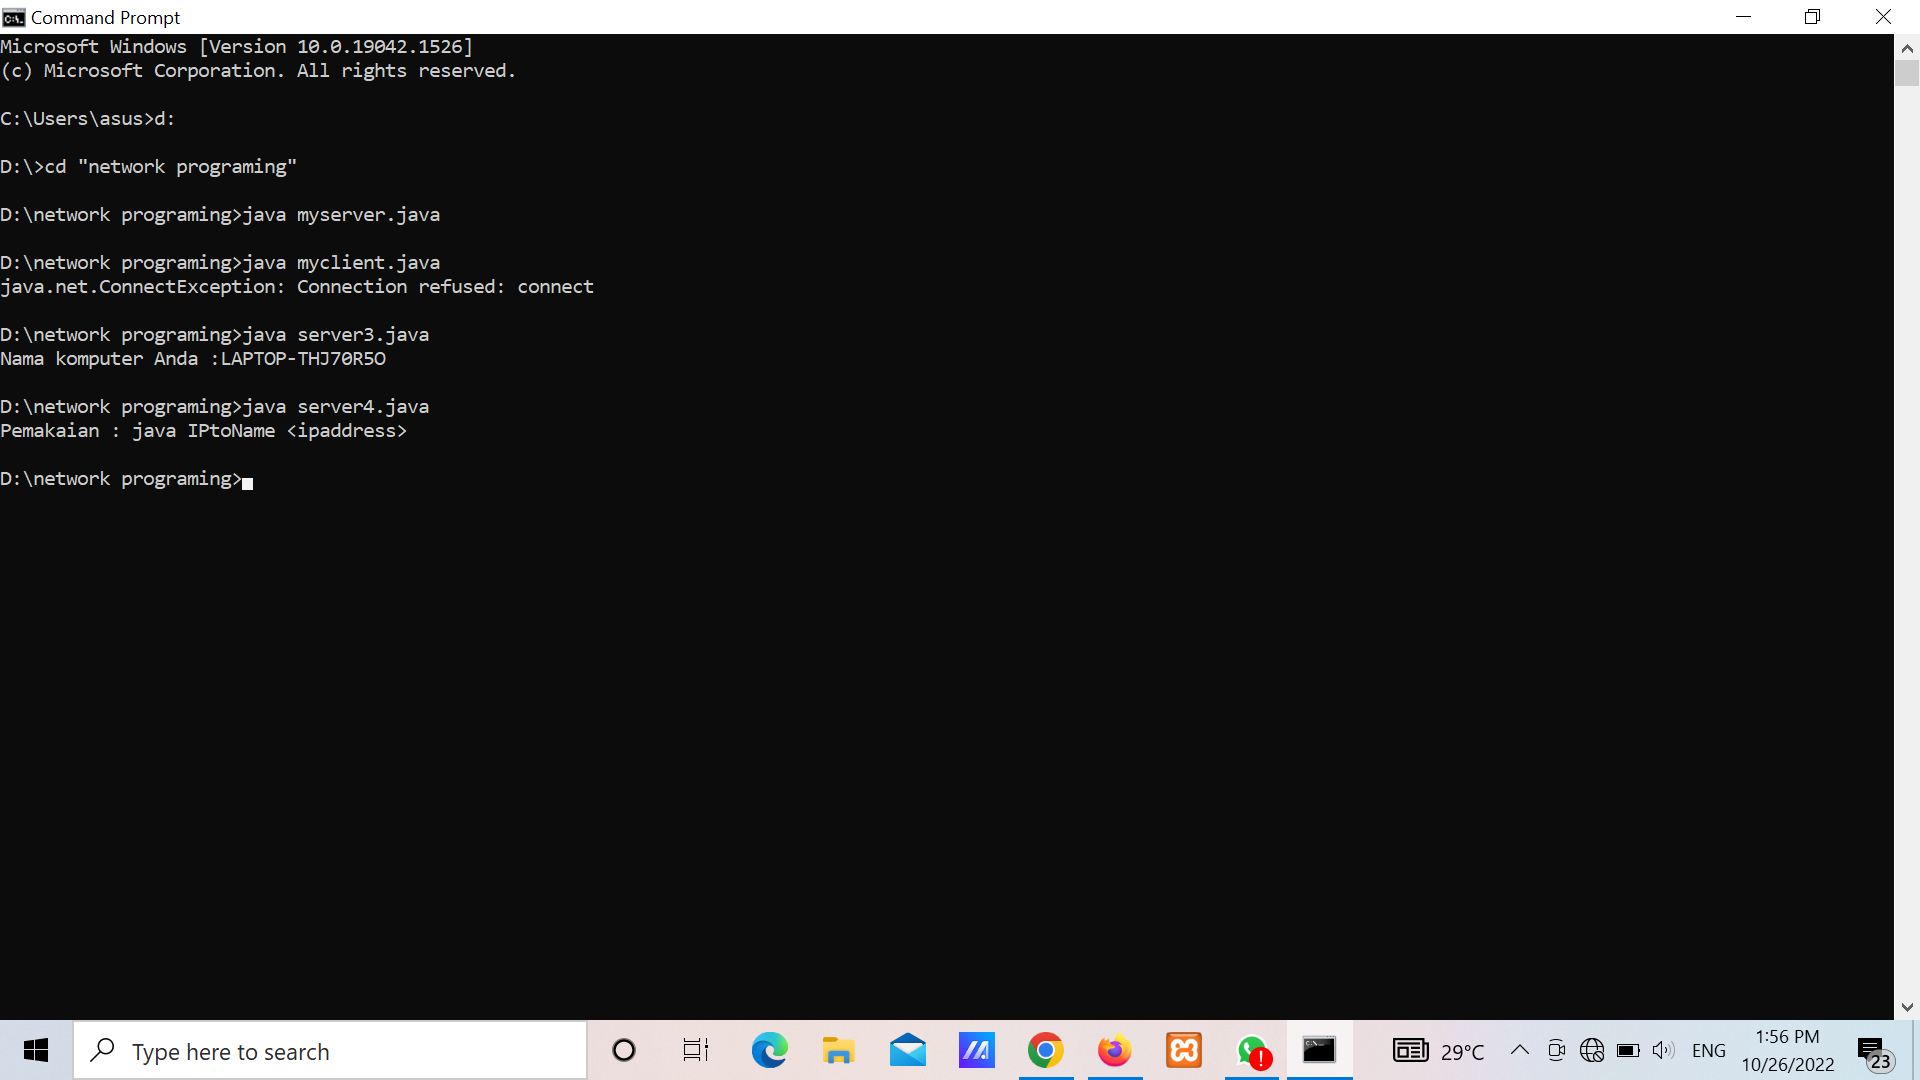 Command Prompt
Microsoft Windows [Version 10.0.19042.1526]
(c) Microsoft Corporation. All rights reserved.
C:\Users\asus>d:
D:\>cd "network programing"
D:\network programing>java myserver.java
D:\network programing>java myclient.java
java.net.ConnectException: Connection refused: connect
D:\network programing>java server3.java
Nama komputer Anda :LAPTOP-THJ70R5O
D:\network programing>java server4.java
Pemakaian : java IPtoName <ipaddress>
D:\network programing>
Type here to search
29°C
ENG
1:56 PM
10/26/2022
23